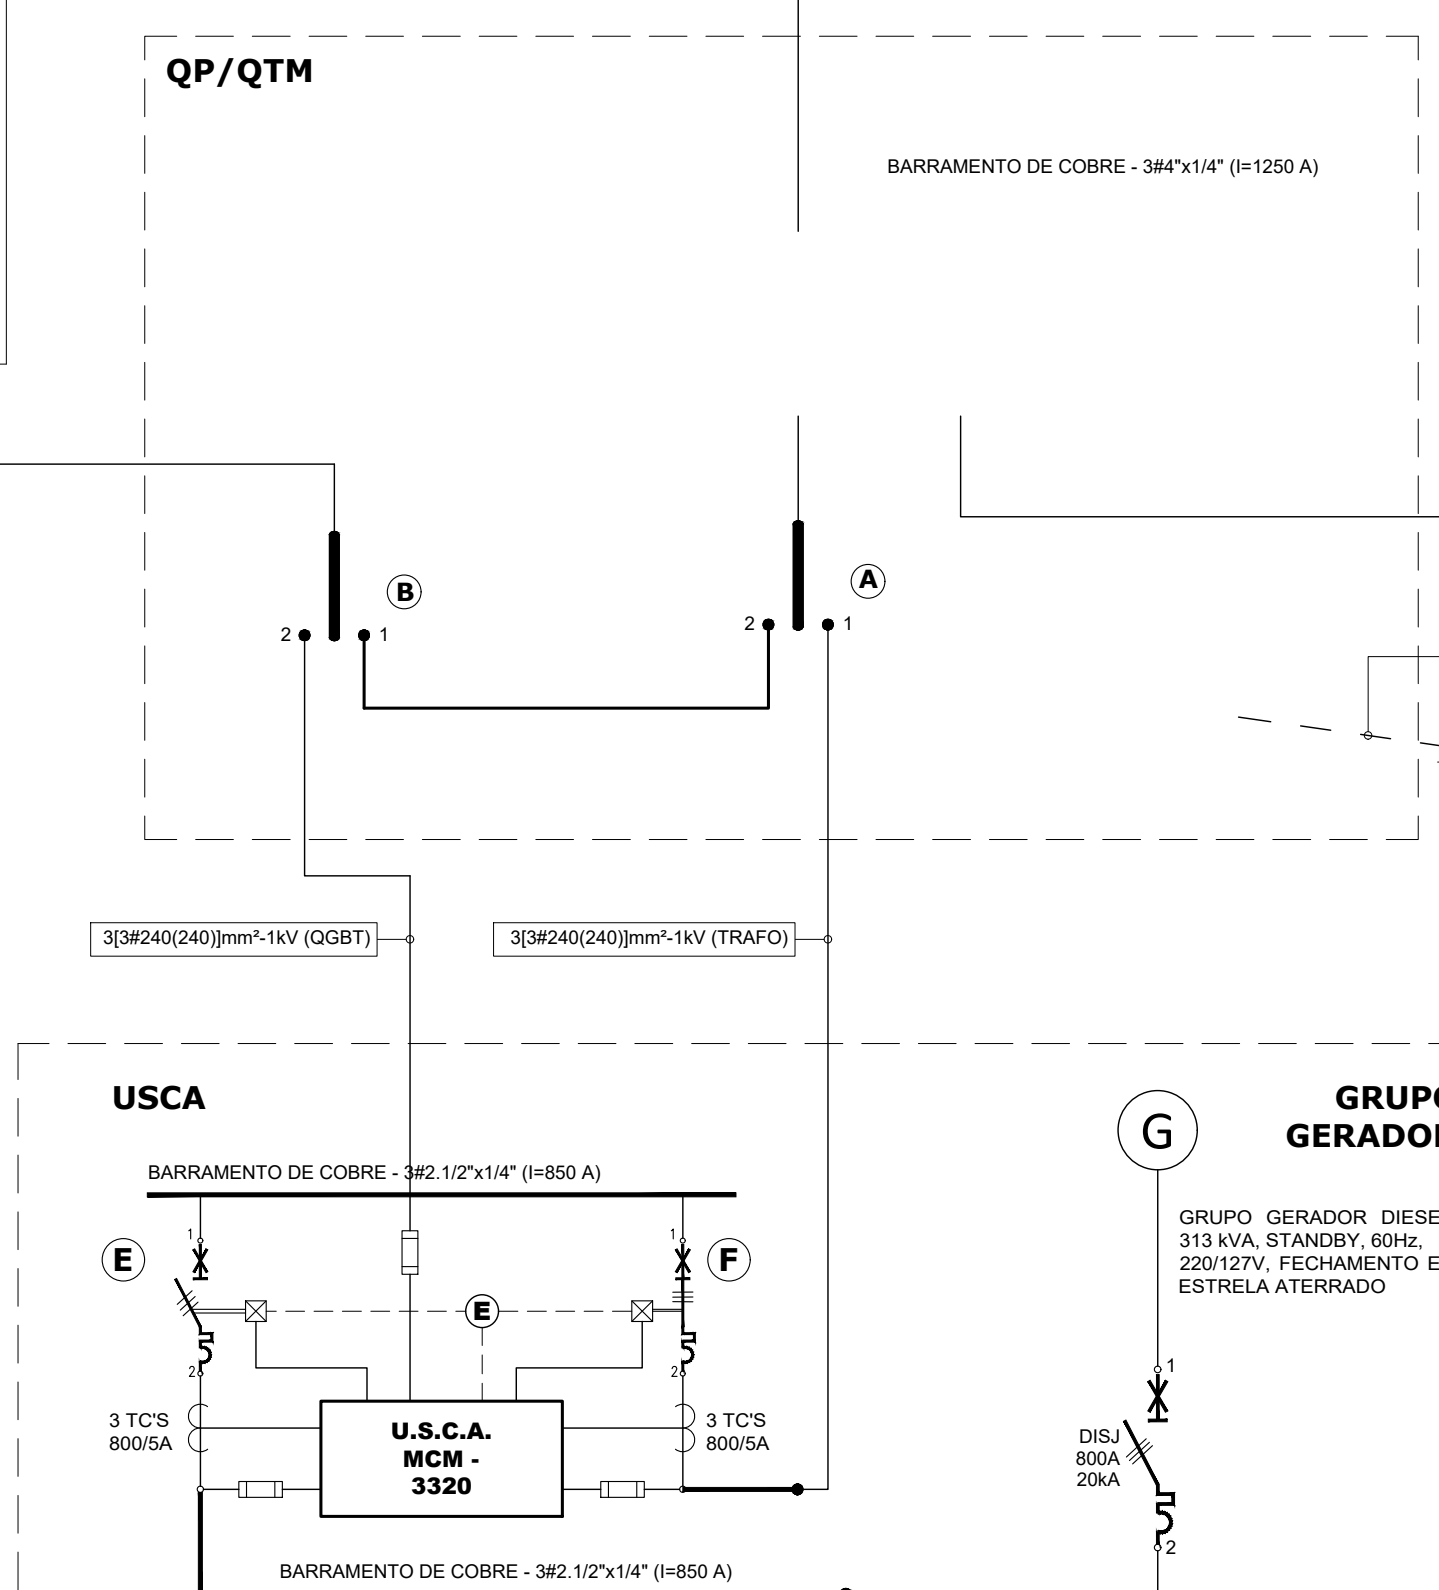 QP/QTM
BARRAMENTO DE COBRE - 3#4"x1/4" (I=1250 A)
B
A
2
1
2
1
3[3#240(240)]mm²-1kV (QGBT)
3[3#240(240)]mm²-1kV (TRAFO)
USCA
G
GRUPO
GERADOR
BARRAMENTO DE COBRE - 3#2.1/2"x1/4" (I=850 A)
GRUPO GERADOR DIESE
313 kVA, STANDBY, 60Hz,
220/127V, FECHAMENTO E
ESTRELA ATERRADO
1
E
1
F
E
2
2
1
3 TC'S
800/5A
U.S.C.A.
MCM -
3320
3 TC'S
800/5A
DISJ
800A
20kA
2
BARRAMENTO DE COBRE - 3#2.1/2"x1/4" (I=850 A)